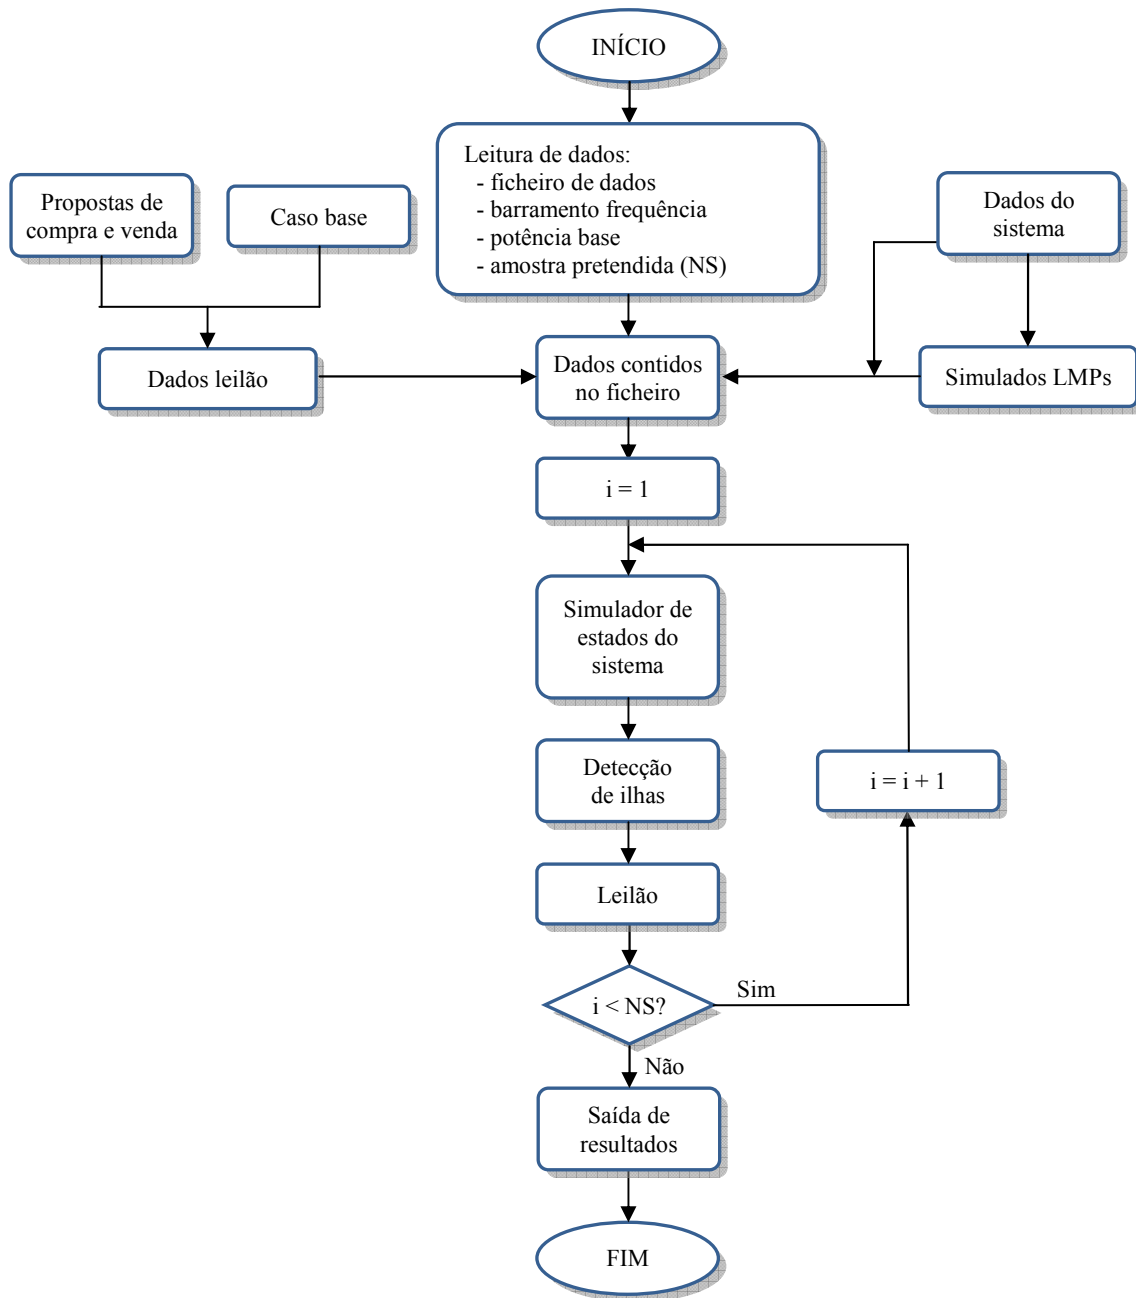 INÍCIO
Leitura de dados:
- ficheiro de dados
- barramento frequência
- potência base
- amostra pretendida (NS)
Propostas de
compra e venda
Caso base
Dados do
sistema
Dados leilão
Dados contidos
no ficheiro
Simulados LMPs
i = 1
Simulador de
estados do
sistema
Detecção
de ilhas
i = i + 1
Leilão
i < NS?
Sim
Não
Saída de
resultados
FIM